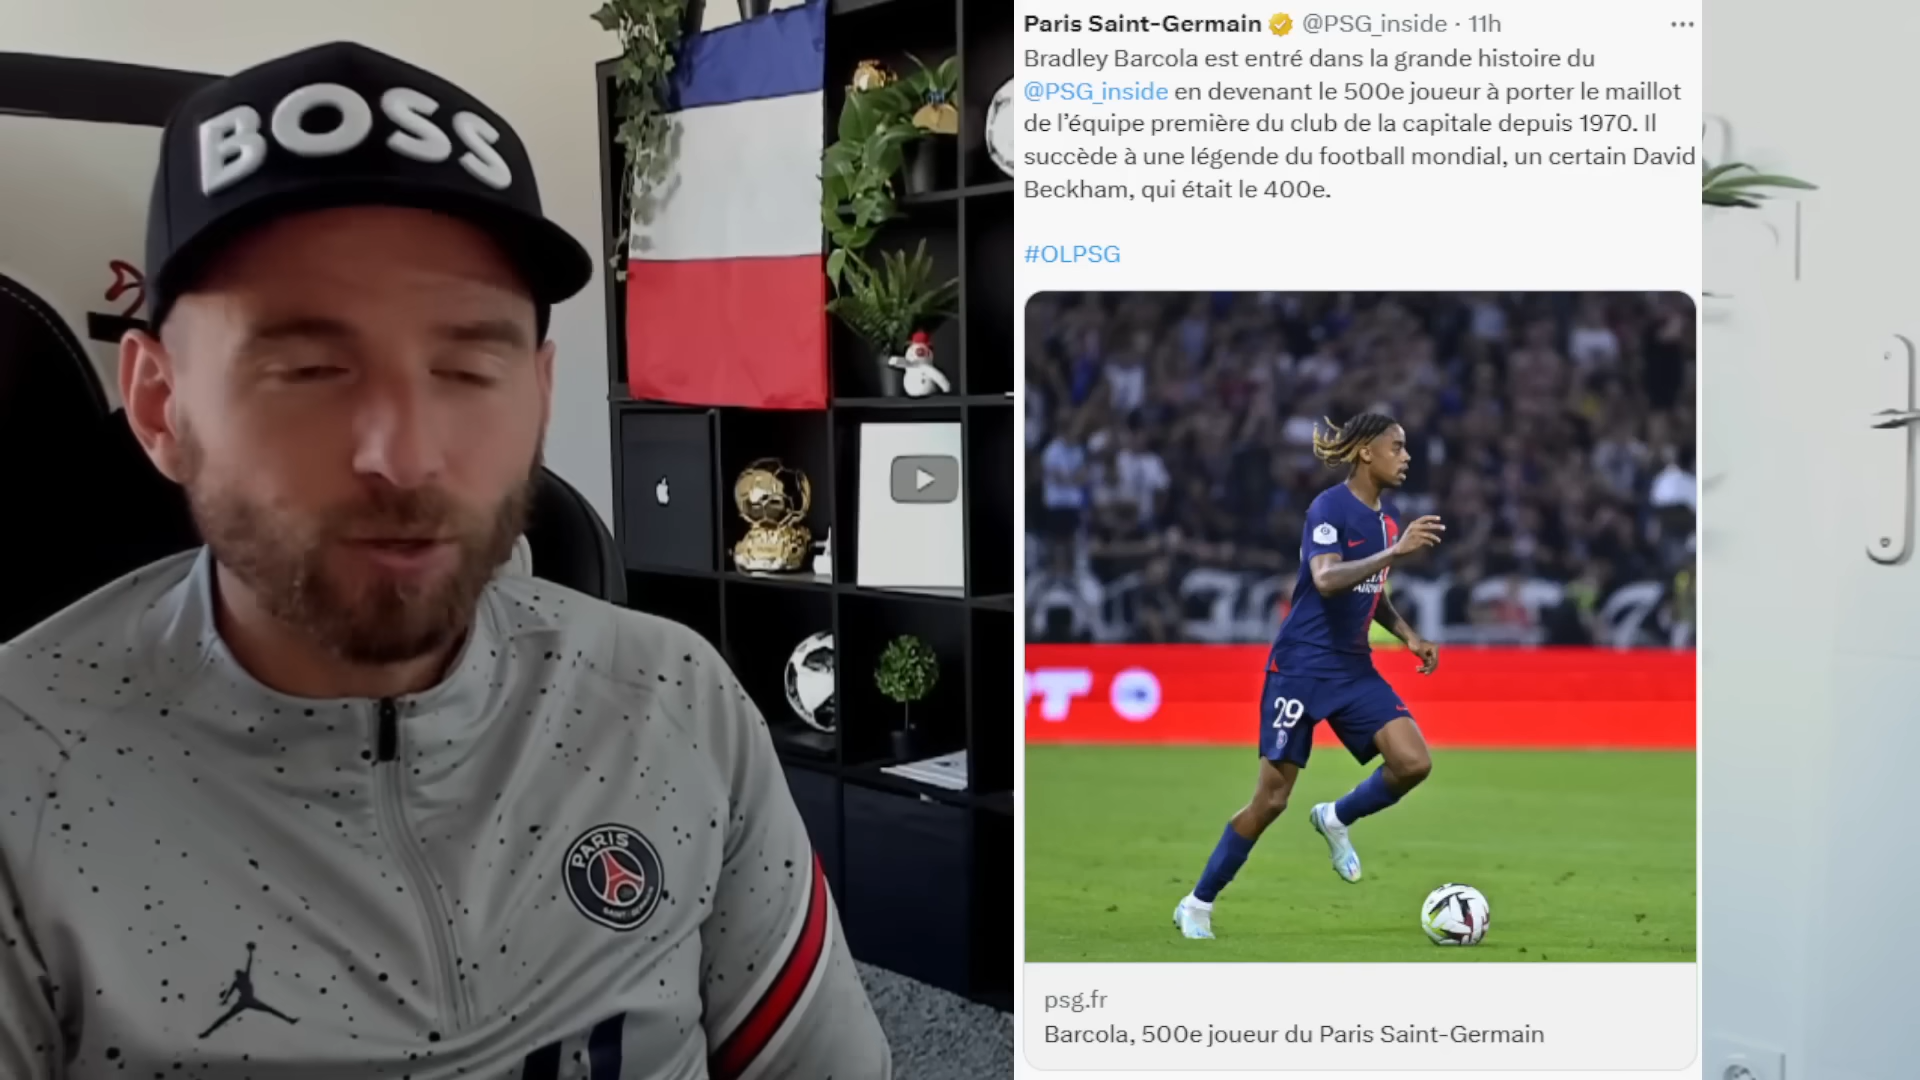 BOSS
PARIS
SAINT-GERMAIN
Paris Saint-Germain @PSG_inside · 11h
Bradley Barcola est entré dans la grande histoire du
@PSG_inside en devenant le 500e joueur à porter le maillot
de l’équipe première du club de la capitale depuis 1970. Il
succède à une légende du football mondial, un certain David
Beckham, qui était le 400e.
#OLPSG
29
psg.fr
Barcola, 500e joueur du Paris Saint-Germain